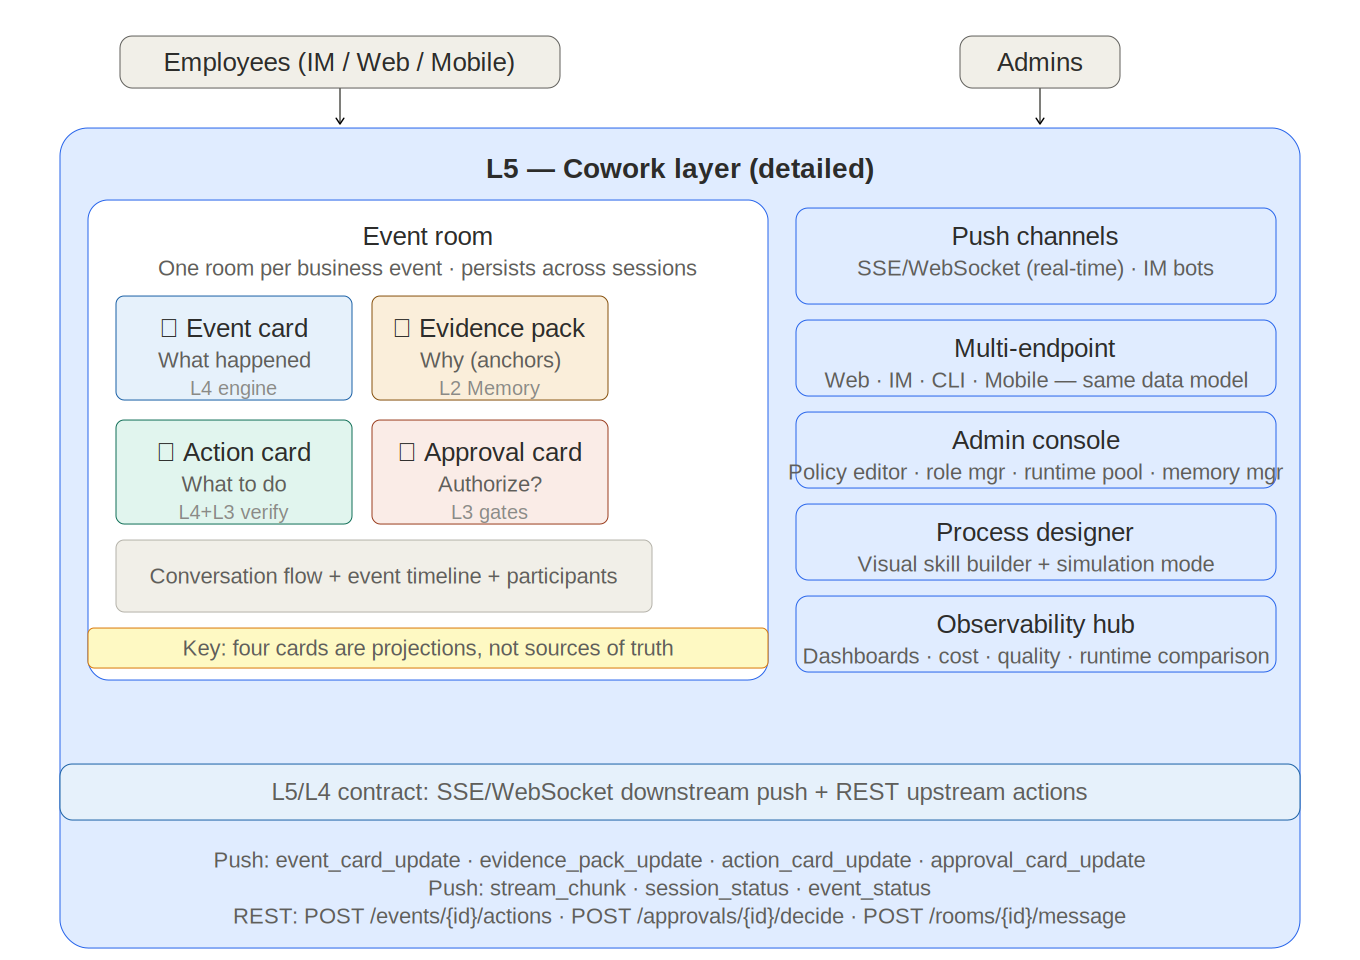 Employees (IM / Web / Mobile)
Admins
L5 — Cowork layer (detailed)
Event room
One room per business event · persists across sessions
Event card
What happened
L4 engine
Evidence pack
Why (anchors)
L2 Memory
Action card
What to do
L4+L3 verify
Approval card
Authorize?
L3 gates
Conversation flow + event timeline + participants
Key: four cards are projections, not sources of truth
Push channels
SSE/WebSocket (real-time) · IM bots
Multi-endpoint
Web · IM · CLI · Mobile — same data model
Admin console
Policy editor · role mgr · runtime pool · memory mgr
Process designer
Visual skill builder + simulation mode
Observability hub
Dashboards · cost · quality · runtime comparison
L5/L4 contract: SSE/WebSocket downstream push + REST upstream actions
Push: event_card_update · evidence_pack_update · action_card_update · approval_card_update
Push: stream_chunk · session_status · event_status
REST: POST /events/{id}/actions · POST /approvals/{id}/decide · POST /rooms/{id}/message